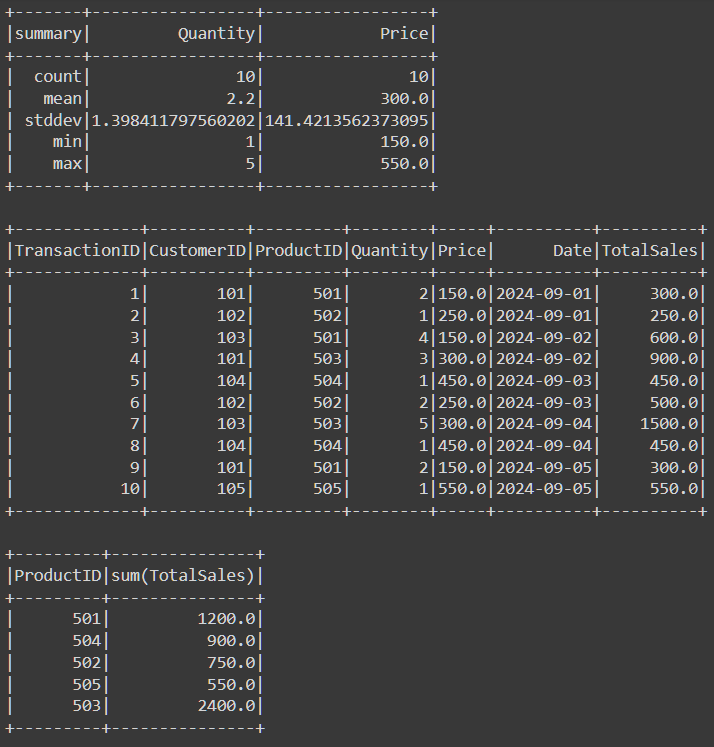 +-------+-----------------+-----------------+
|summary|         Quantity|            Price|
+-------+-----------------+-----------------+
|  count|               10|               10|
|   mean|              2.2|            300.0|
| stddev|1.398411797560202|141.4213562373095|
|    min|                1|            150.0|
|    max|                5|            550.0|
+-------+-----------------+-----------------+

+-------------+----------+---------+--------+-----+----------+----------+
|TransactionID|CustomerID|ProductID|Quantity|Price|      Date|TotalSales|
+-------------+----------+---------+--------+-----+----------+----------+
|            1|       101|      501|       2|150.0|2024-09-01|     300.0|
|            2|       102|      502|       1|250.0|2024-09-01|     250.0|
|            3|       103|      501|       4|150.0|2024-09-02|     600.0|
|            4|       101|      503|       3|300.0|2024-09-02|     900.0|
|            5|       104|      504|       1|450.0|2024-09-03|     450.0|
|            6|       102|      502|       2|250.0|2024-09-03|     500.0|
|            7|       103|      503|       5|300.0|2024-09-04|    1500.0|
|            8|       104|      504|       1|450.0|2024-09-04|     450.0|
|            9|       101|      501|       2|150.0|2024-09-05|     300.0|
|           10|       105|      505|       1|550.0|2024-09-05|     550.0|
+-------------+----------+---------+--------+-----+----------+----------+

+---------+---------------+
|ProductID|sum(TotalSales)|
+---------+---------------+
|      501|         1200.0|
|      504|          900.0|
|      502|          750.0|
|      505|          550.0|
|      503|         2400.0|
+---------+---------------+